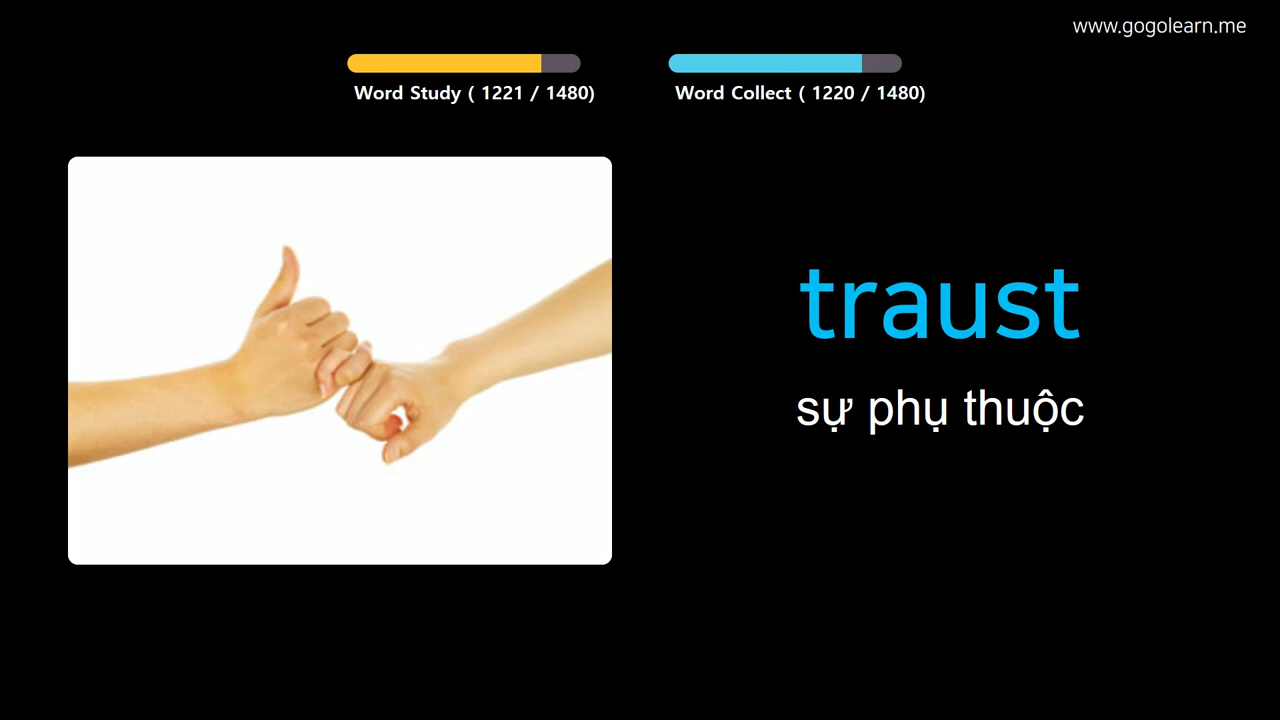 www.gogolearn.me
Word Study ( 1221 / 1480)
Word Collect ( 1220 / 1480)
traust
sự phụ thuộc